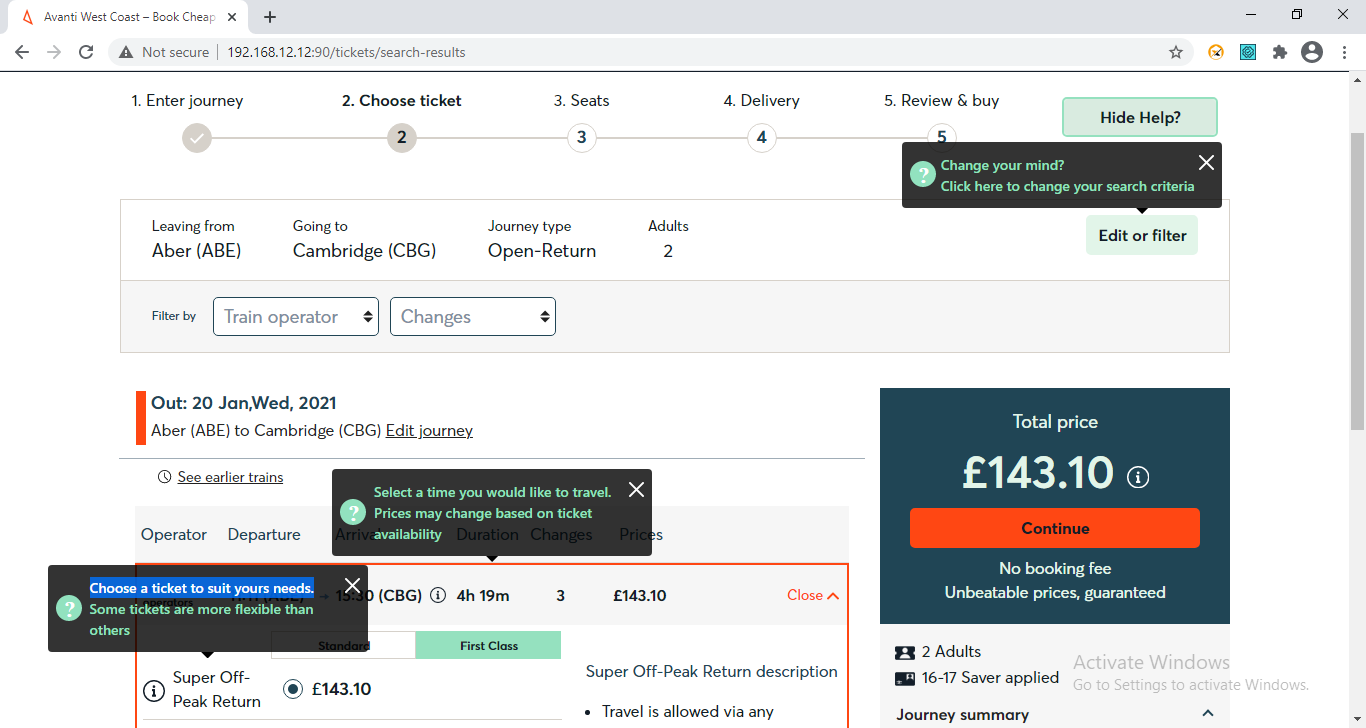 Avanti West Coast – Book Cheap
Not secure
192.168.12.12:90/tickets/search-results
1. Enter journey
2. Choose ticket
3. Seats
4. Delivery
5. Review & buy
2
3
4
5
Hide Help?
? Change your mind?
Click here to change your search criteria
Leaving from
Aber (ABE)
Going to
Cambridge (CBG)
Journey type
Open-Return
Adults
2
Edit or filter
Filter by
Train operator
Changes
Out: 20 Jan,Wed, 2021
Aber (ABE) to Cambridge (CBG) Edit journey
See earlier trains
? Select a time you would like to travel.
Prices may change based on ticket
availability
Operator Departure Arrival Duration Changes Prices
? Choose a ticket to suit yours needs.
Some tickets are more flexible than
others
operators
(ABE) → 15:30 (CBG) 4h 19m 3 £143.10 Close
Standard
First Class
Super Off-
Peak Return
£143.10
Super Off-Peak Return description
• Travel is allowed via any
Total price
£143.10
Continue
No booking fee
Unbeatable prices, guaranteed
2 Adults
16-17 Saver applied
Journey summary
Activate Windows
Go to Settings to activate Windows.